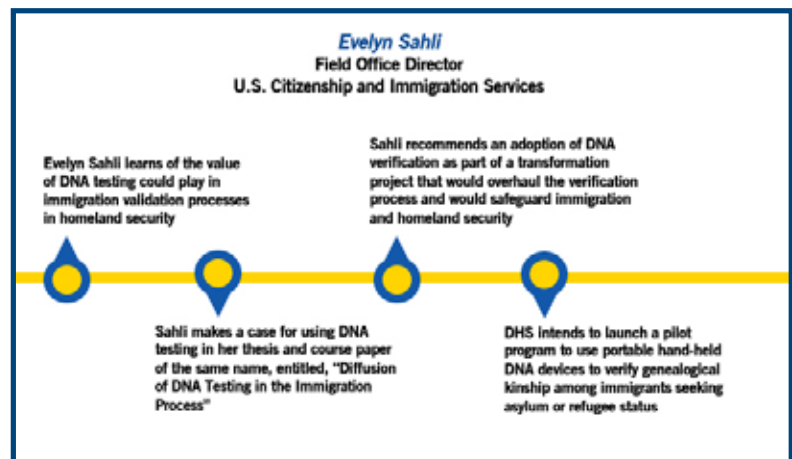 Evelyn Sahli
Field Office Director
U.S. Citizenship and Immigration Services
Evelyn Sahli learns of the value
of DNA testing could play in
immigration validation processes
in homeland security
Sahli makes a case for using DNA
testing in her thesis and course paper
of the same name, entitled, "Diffusion
of DNA Testing in the Immigration
Process"
Sahli recommends an adoption of DNA
verification as part of a transformation
project that would overhaul the verification
process and would safeguard immigration
and homeland security
DHS intends to launch a pilot
program to use portable hand-held
DNA devices to verify genealogical
kinship among immigrants seeking
asylum or refugee status